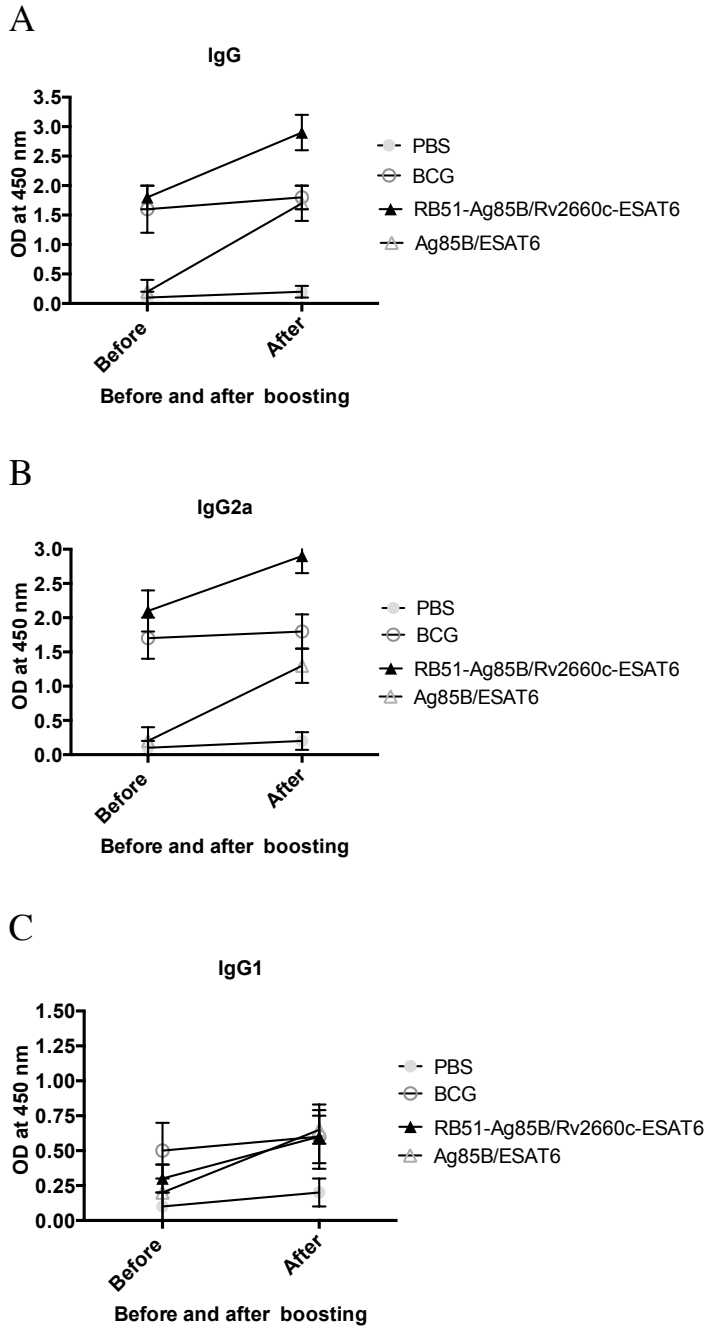 A
IgG
3.5
3.0
2.5
2.0
1.5
1.0
0.5
0.0
OD at 450 nm
Before
After
Before and after boosting
PBS
BCG
RB51-Ag85B/Rv2660c-ESAT6
Ag85B/ESAT6
B
IgG2a
3.0
2.5
2.0
1.5
1.0
0.5
0.0
OD at 450 nm
Before
After
Before and after boosting
PBS
BCG
RB51-Ag85B/Rv2660c-ESAT6
Ag85B/ESAT6
C
IgG1
1.50
1.25
1.00
0.75
0.50
0.25
0.00
OD at 450 nm
Before
After
Before and after boosting
PBS
BCG
RB51-Ag85B/Rv2660c-ESAT6
Ag85B/ESAT6